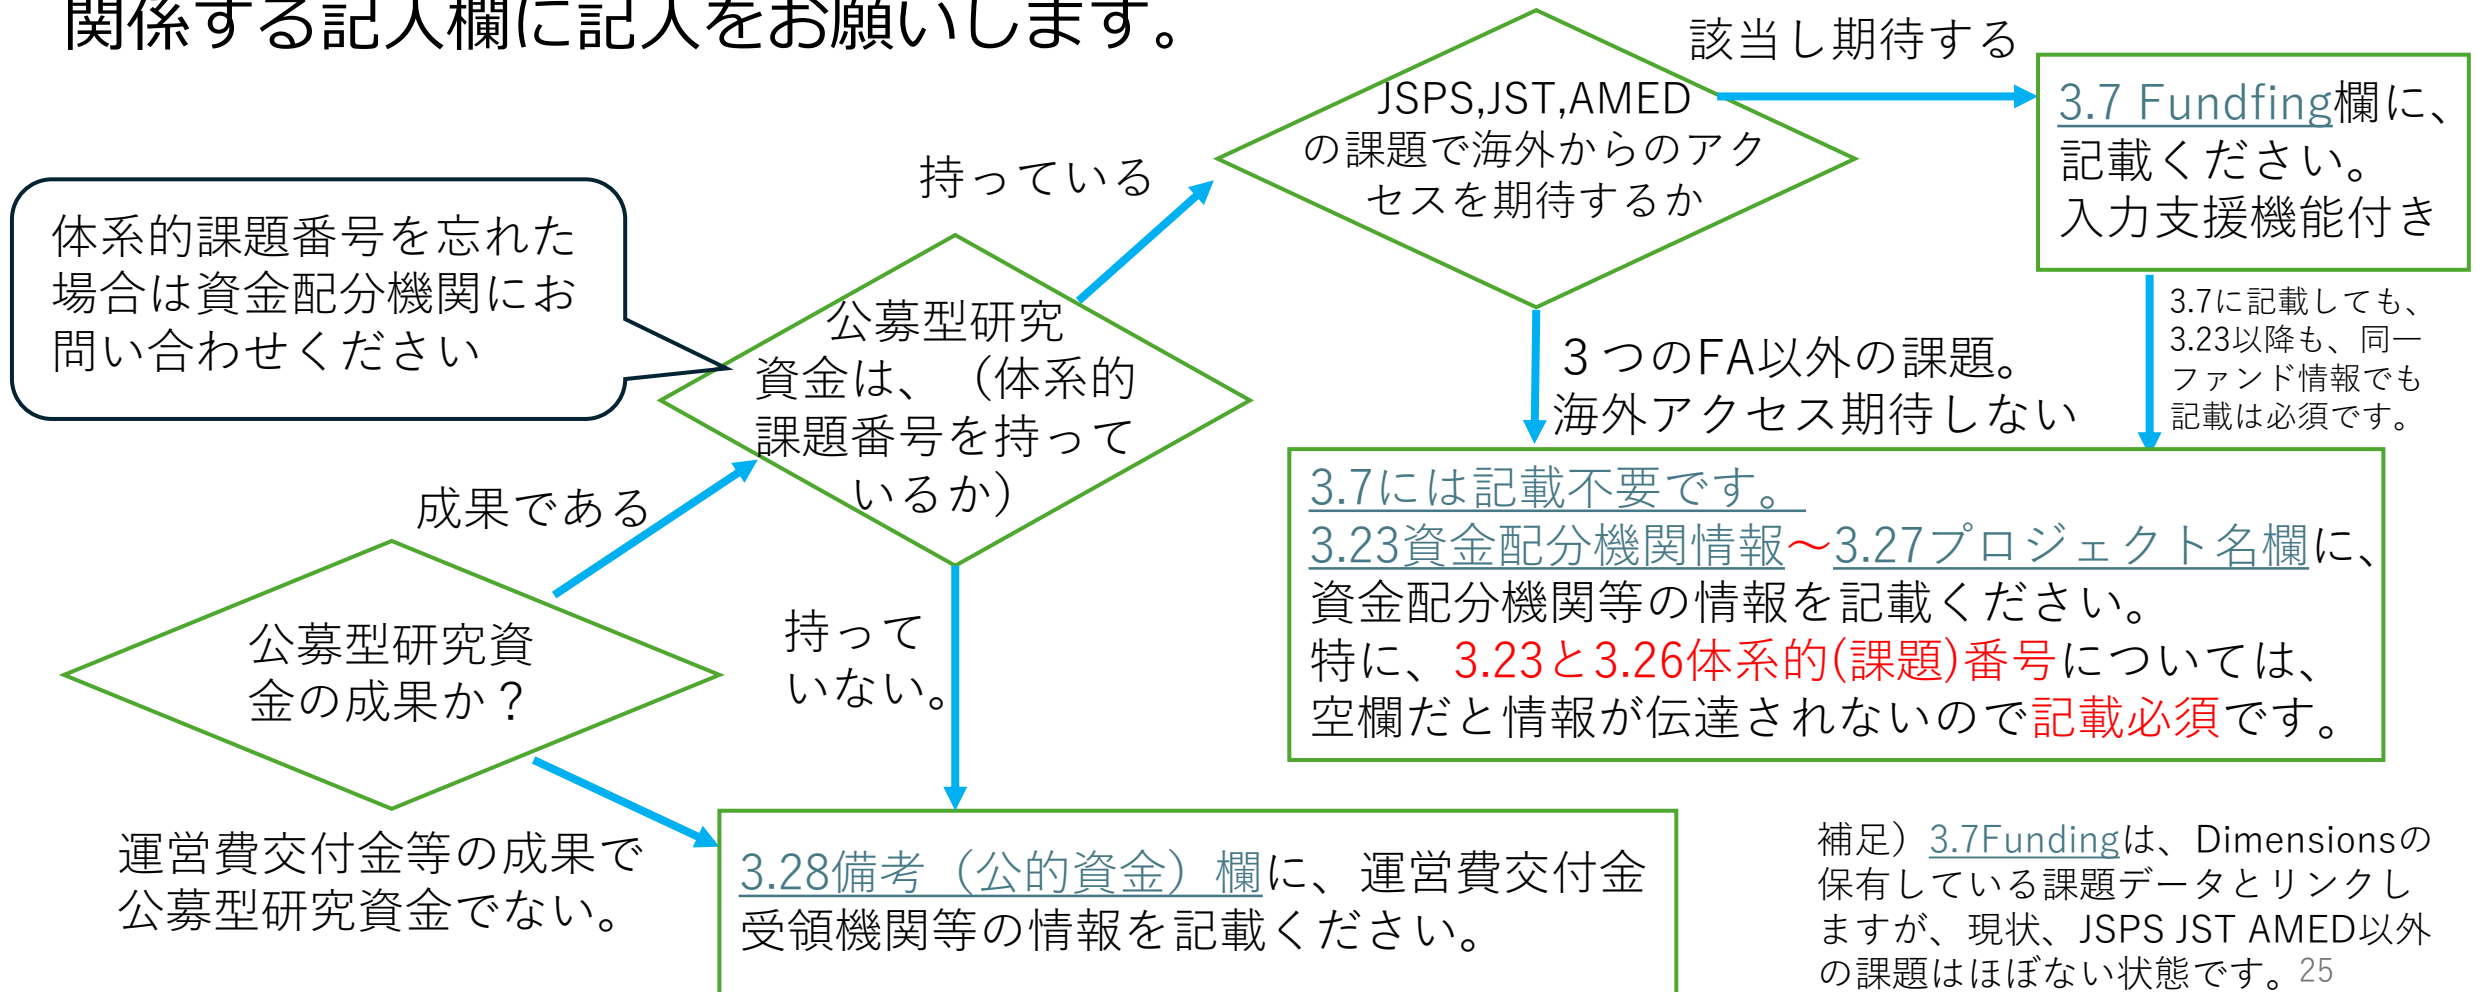 関係する記入欄に記入をお願いします。
該当し期待する
JSPS,JST,AMED
の課題で海外からのアク
セスを期待するか
3.7 Fundfing欄に、
記載ください。
入力支援機能付き
持っている
体系的課題番号を忘れた
場合は資金配分機関にお
問い合わせください
公募型研究
資金は、（体系的
課題番号を持って
いるか）
3.7に記載しても、
3.23以降も、同一
ファンド情報でも
記載は必須です。
３つのFA以外の課題。
海外アクセス期待しない
成果である
3.7には記載不要です。
3.23資金配分機関情報～3.27プロジェクト名欄に、
資金配分機関等の情報を記載ください。
特に、3.23と3.26体系的(課題)番号については、
空欄だと情報が伝達されないので記載必須です。
公募型研究資
金の成果か？
持って
いない。
運営費交付金等の成果で
公募型研究資金でない。
3.28備考（公的資金）欄に、運営費交付金
受領機関等の情報を記載ください。
補足）3.7Fundingは、Dimensionsの
保有している課題データとリンクし
ますが、現状、JSPS JST AMED以外
の課題はほぼない状態です。
25